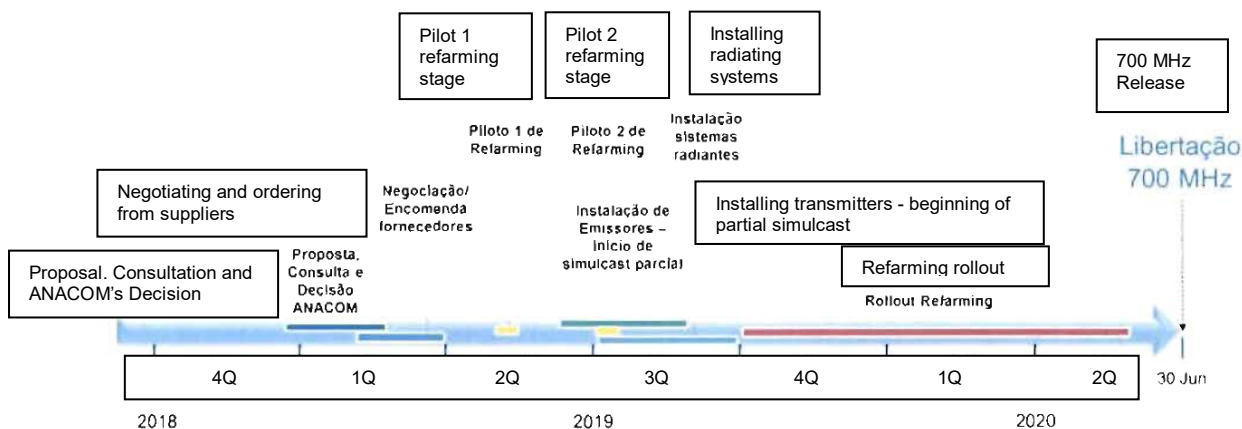 Pilot 1
refarming
stage
Pilot 2
refarming
stage
Installing
radiating
systems
700 MHz
Release
Piloto 1 de
Refarming
Piloto 2 de
Refarming
Instalação
sistemas
radiantes
Libertação
700 MHz
Negotiating and ordering
from suppliers
Negociação/
Encomenda
fornecedores
Instalação de
Emissores –
início de
simulcast parcial
Installing transmitters - beginning of
partial simulcast
Proposal. Consultation and
ANACOM's Decision
Proposta,
Consulta e
Decisão
ANACOM
Refarming rollout
Rollout Refarming
4Q 1Q 2Q 3Q 4Q 1Q 2Q 30 Jun
2018 2019 2020